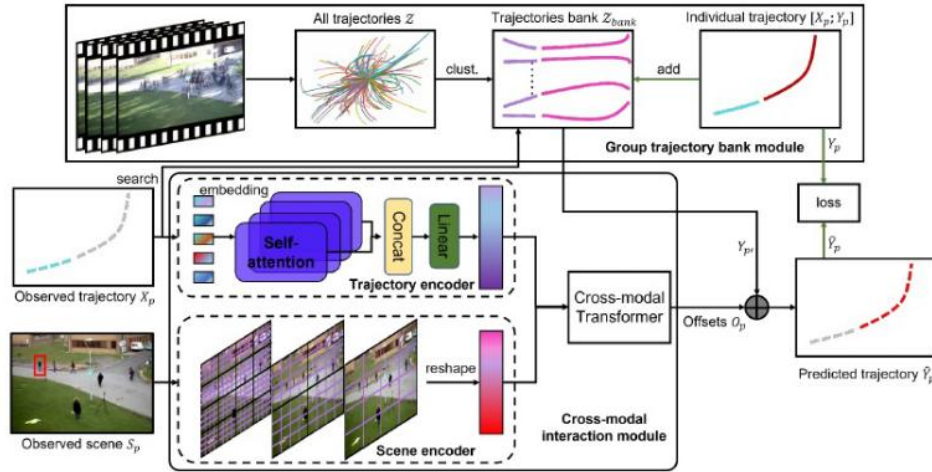 All trajectories Z
Trajectories bank Z_bank
Individual trajectory [X_p; Y_p]
clust.
add
Group trajectory bank module
Y_p
search
embedding
Self-attention
Concat
Linear
Trajectory encoder
Observed trajectory X_p
loss
Ŷ_p
Y_p'
Cross-modal
Transformer
Offsets O_p
Predicted trajectory Ŷ_p
reshape
Scene encoder
Observed scene S_p
Cross-modal
interaction module